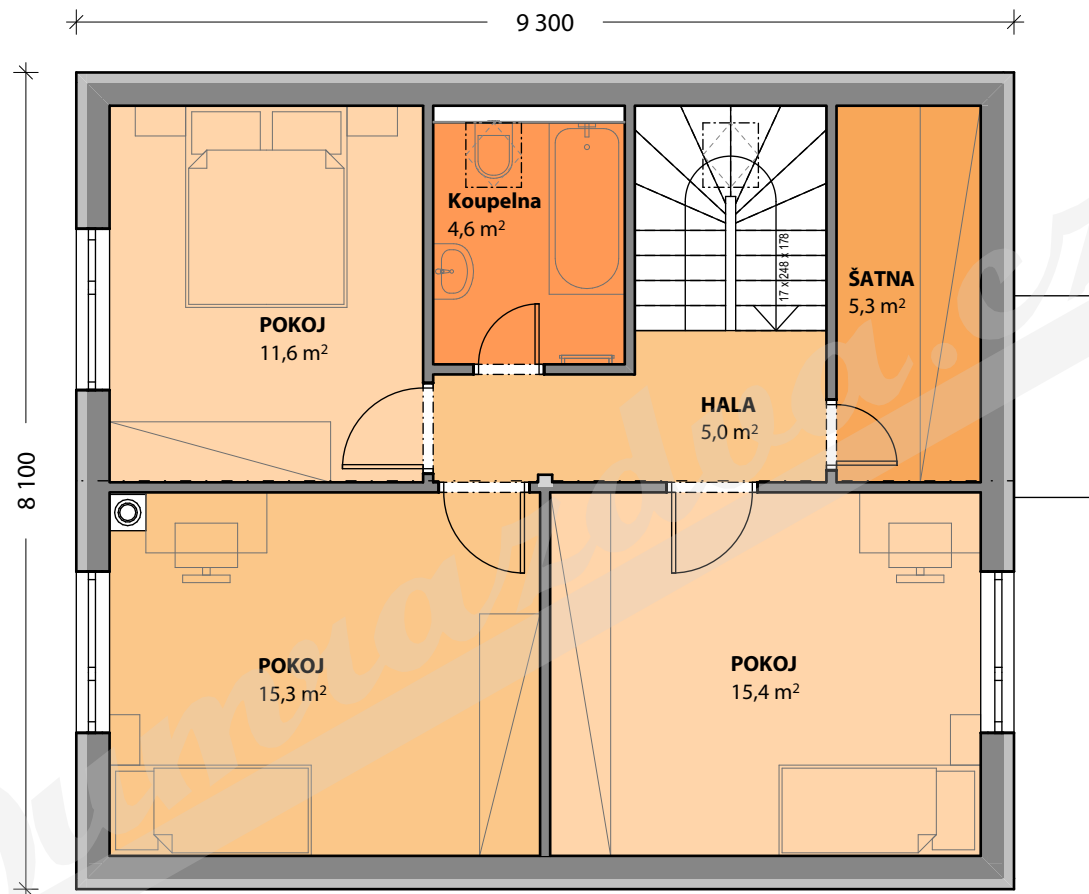 9 300
8 100
Koupelna
4,6 m²
17 x 248 x 178
ŠATNA
5,3 m²
POKOJ
11,6 m²
HALA
5,0 m²
POKOJ
15,3 m²
POKOJ
15,4 m²